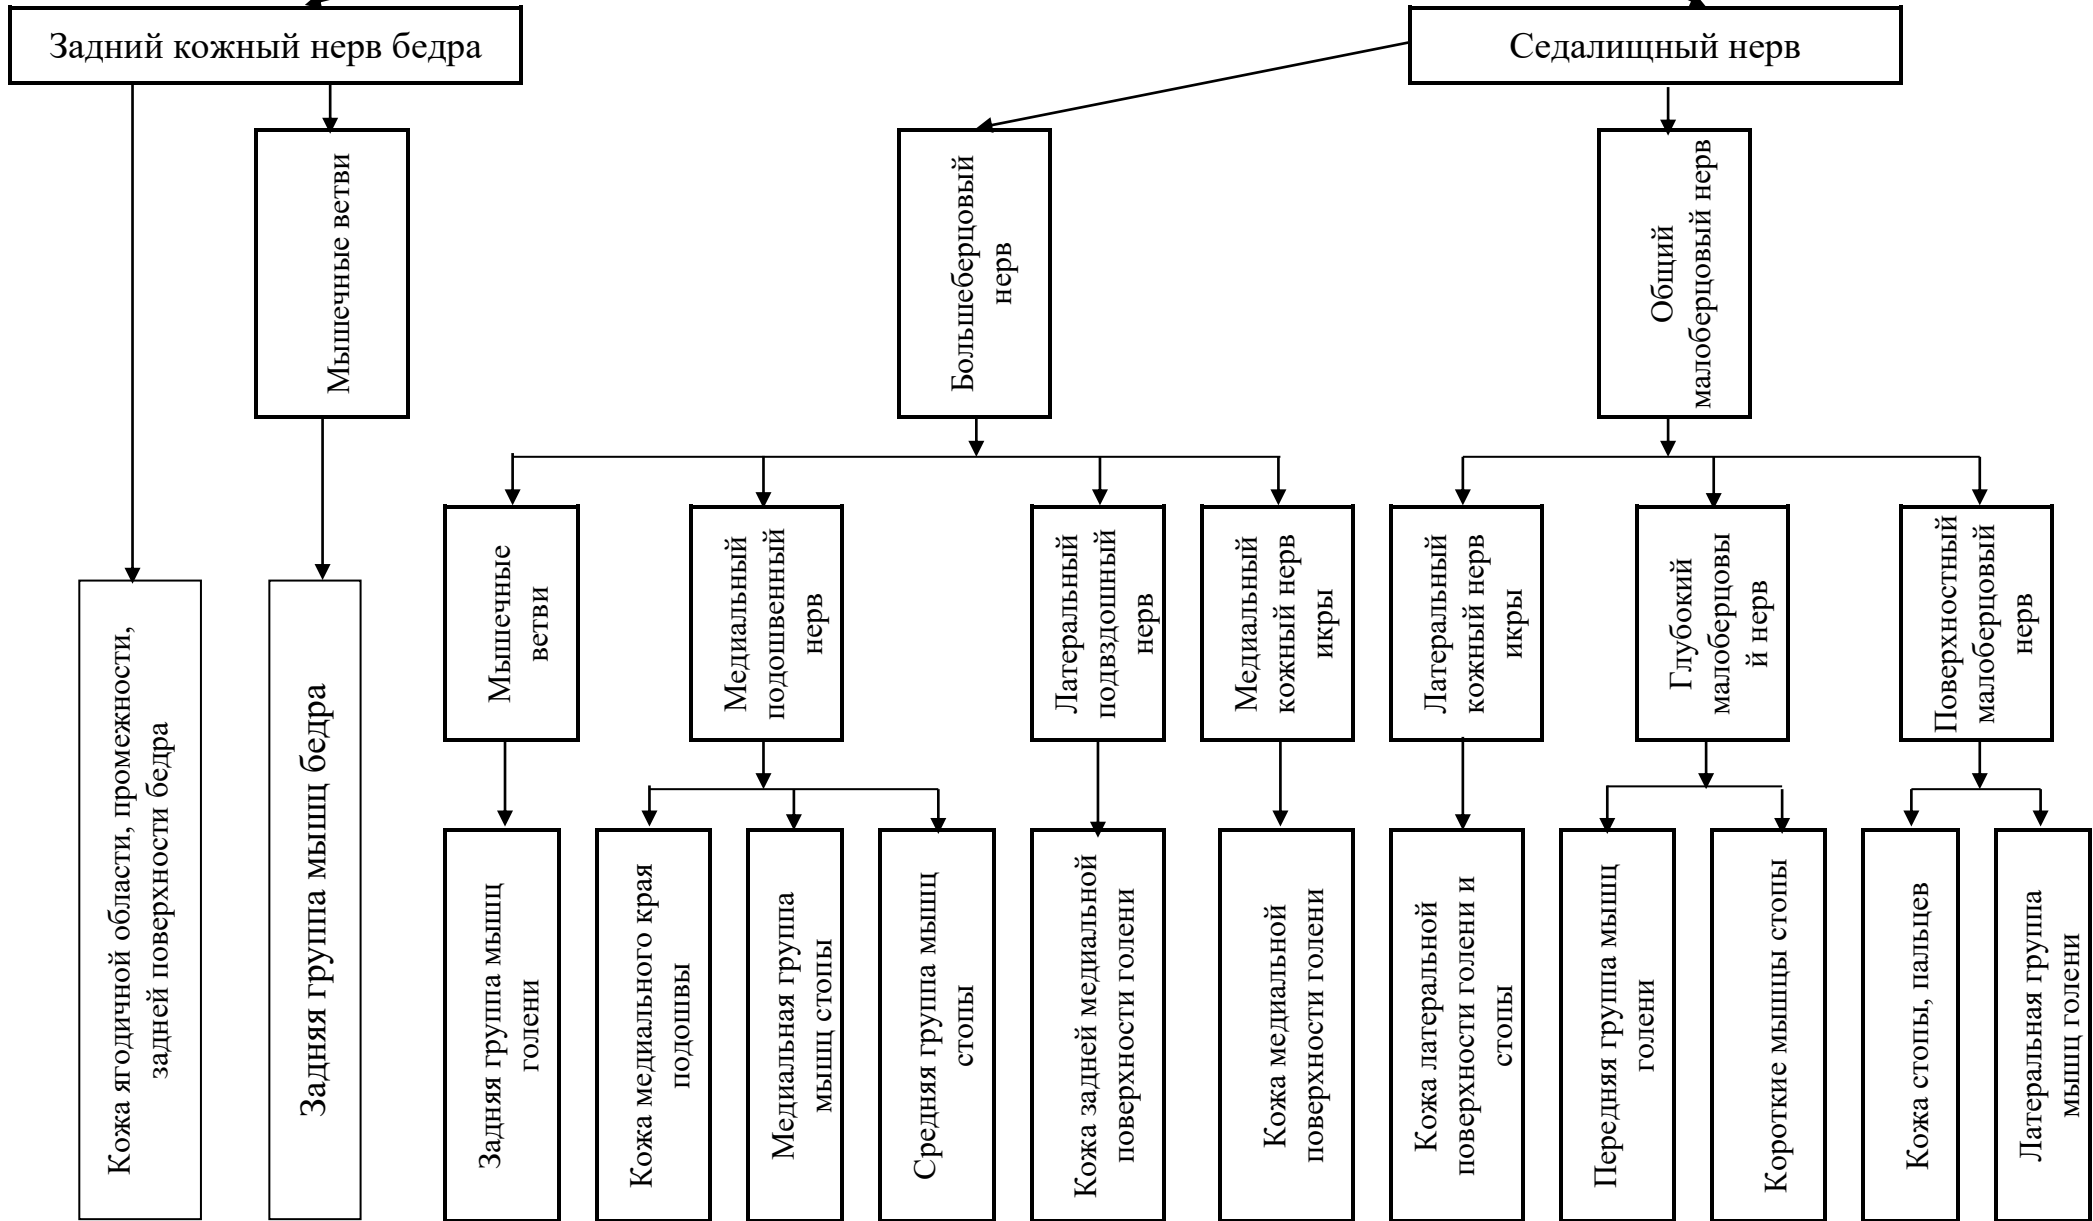 Задний кожный нерв бедра
Седалищный нерв
Мышечные ветви
Большеберцовый
нерв
Общий
малоберцовый нерв
Мышечные
ветви
Медиальный
подошвенный
нерв
Латеральный
подвздошный
нерв
Медиальный
кожный нерв
икры
Латеральный
кожный нерв
икры
Глубокий
малоберцовы
й нерв
Поверхностный
малоберцовый
нерв
Кожа ягодичной области, промежности,
задней поверхности бедра
Задняя группа мышц бедра
Задняя группа мышц
голени
Кожа медиального края
подошвы
Медиальная группа
мышц стопы
Средняя группа мышц
стопы
Кожа задней медиальной
поверхности голени
Кожа медиальной
поверхности голени
Кожа латеральной
поверхности голени и
стопы
Передняя группа мышц
голени
Короткие мышцы стопы
Кожа стопы, пальцев
Латеральная группа
мышц голени